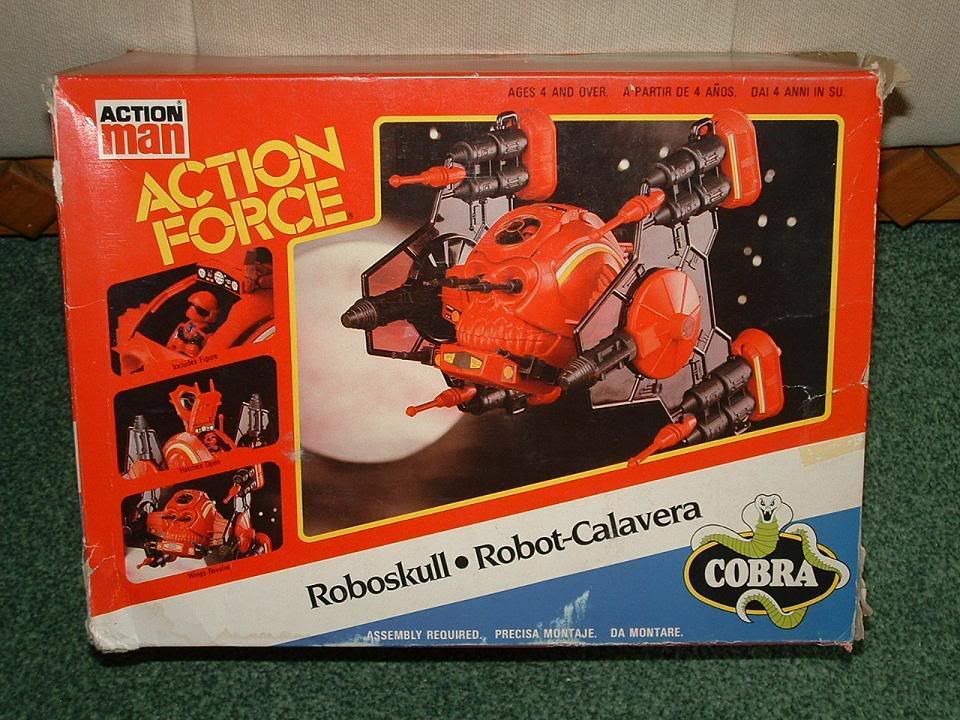 AGES 4 AND OVER. A PARTIR DE 4 AÑOS. DAI 4 ANNI IN SU.
ACTION
man
ACTION
FORCE
Includes Figure
Hatches Open
Wings Revolve
Roboskull • Robot-Calavera
COBRA
ASSEMBLY REQUIRED. PRECISA MONTAJE. DA MONTARE.